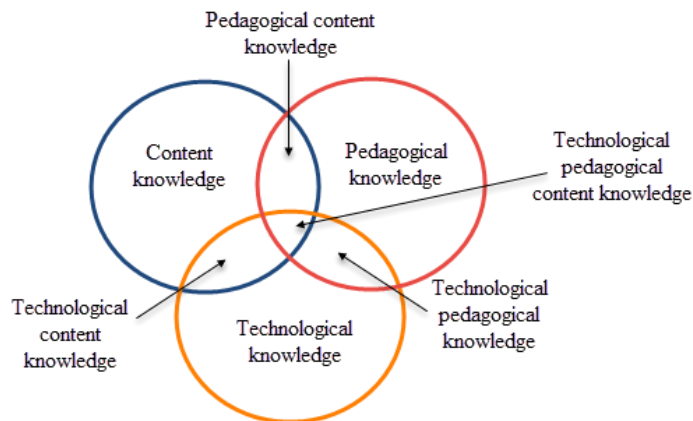 Pedagogical content
knowledge
Content
knowledge
Pedagogical
knowledge
Technological
pedagogical
content knowledge
Technological
content
knowledge
Technological
knowledge
Technological
pedagogical
knowledge